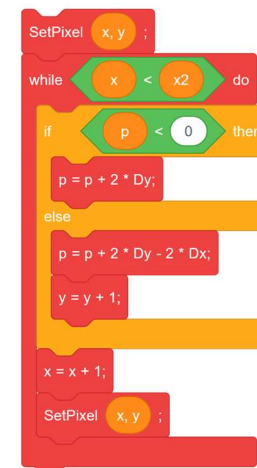 SetPixel x, y ;
while x < x2 do
if p < 0 then
p = p + 2 * Dy;
else
p = p + 2 * Dy - 2 * Dx;
y = y + 1;
x = x + 1;
SetPixel x, y ;